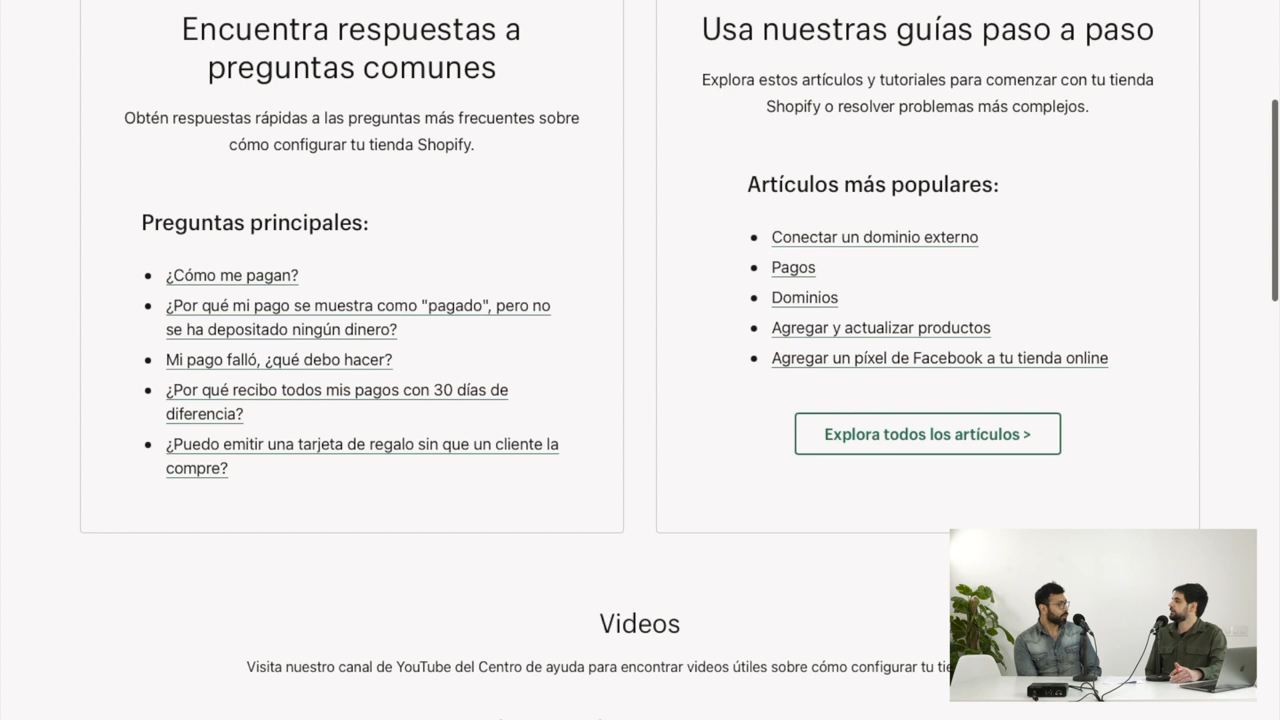 Encuentra respuestas a
preguntas comunes
Obtén respuestas rápidas a las preguntas más frecuentes sobre
cómo configurar tu tienda Shopify.
Preguntas principales:
¿Cómo me pagan?
¿Por qué mi pago se muestra como "pagado", pero no
se ha depositado ningún dinero?
Mi pago falló, ¿qué debo hacer?
¿Por qué recibo todos mis pagos con 30 días de
diferencia?
¿Puedo emitir una tarjeta de regalo sin que un cliente la
compre?
Usa nuestras guías paso a paso
Explora estos artículos y tutoriales para comenzar con tu tienda
Shopify o resolver problemas más complejos.
Artículos más populares:
Conectar un dominio externo
Pagos
Dominios
Agregar y actualizar productos
Agregar un píxel de Facebook a tu tienda online
Explora todos los artículos >
Videos
Visita nuestro canal de YouTube del Centro de ayuda para encontrar videos útiles sobre cómo configurar tu